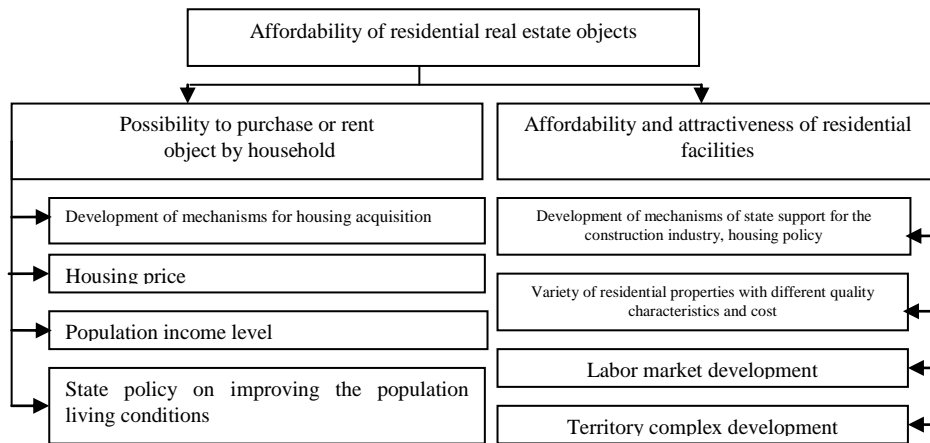 Affordability of residential real estate objects
Possibility to purchase or rent
object by household
Development of mechanisms for housing acquisition
Housing price
Population income level
State policy on improving the population
living conditions
Affordability and attractiveness of residential
facilities
Development of mechanisms of state support for the
construction industry, housing policy
Variety of residential properties with different quality
characteristics and cost
Labor market development
Territory complex development